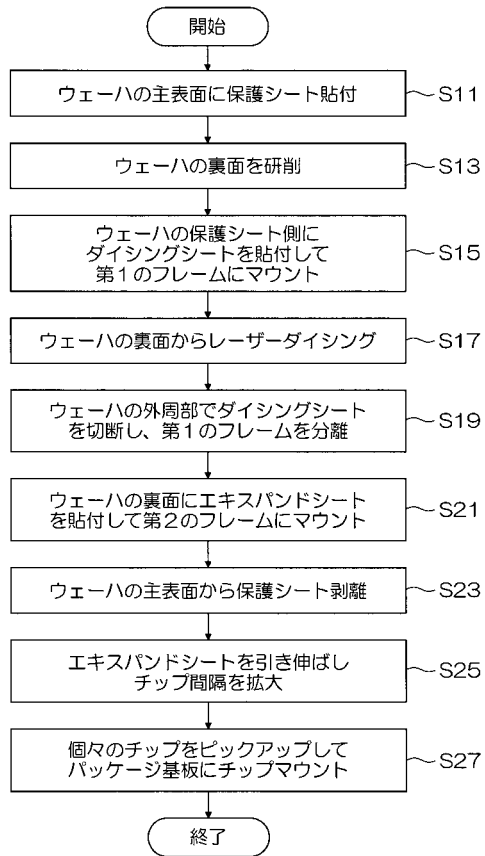 開始
ウェーハの主表面に保護シート貼付
S11
ウェーハの裏面を研削
S13
ウェーハの保護シート側に
ダイシングシートを貼付して
第1のフレームにマウント
S15
ウェーハの裏面からレーザーダイシング
S17
ウェーハの外周部でダイシングシート
を切断し、第1のフレームを分離
S19
ウェーハの裏面にエキスパンドシート
を貼付して第2のフレームにマウント
S21
ウェーハの主表面から保護シート剥離
S23
エキスパンドシートを引き伸ばし
チップ間隔を拡大
S25
個々のチップをピックアップして
パッケージ基板にチップマウント
S27
終了